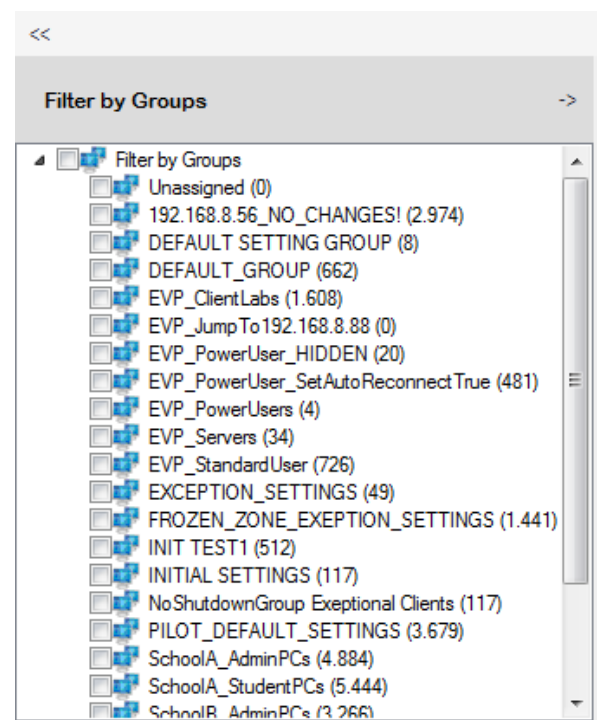 <<
Filter by Groups ->
Filter by Groups
Unassigned (0)
192.168.8.56_NO_CHANGES! (2.974)
DEFAULT SETTING GROUP (8)
DEFAULT_GROUP (662)
EVP_ClientLabs (1.608)
EVP_JumpTo192.168.8.88 (0)
EVP_PowerUser_HIDDEN (20)
EVP_PowerUser_SetAutoReconnectTrue (481)
EVP_PowerUsers (4)
EVP_Servers (34)
EVP_StandardUser (726)
EXCEPTION_SETTINGS (49)
FROZEN_ZONE_EXEPTION_SETTINGS (1.441)
INIT TEST1 (512)
INITIAL SETTINGS (117)
NoShutdownGroup Exeptional Clients (117)
PILOT_DEFAULT_SETTINGS (3.679)
SchoolA_AdminPCs (4.884)
SchoolA_StudentPCs (5.444)
SchoolB_AdminPCs (3.266)